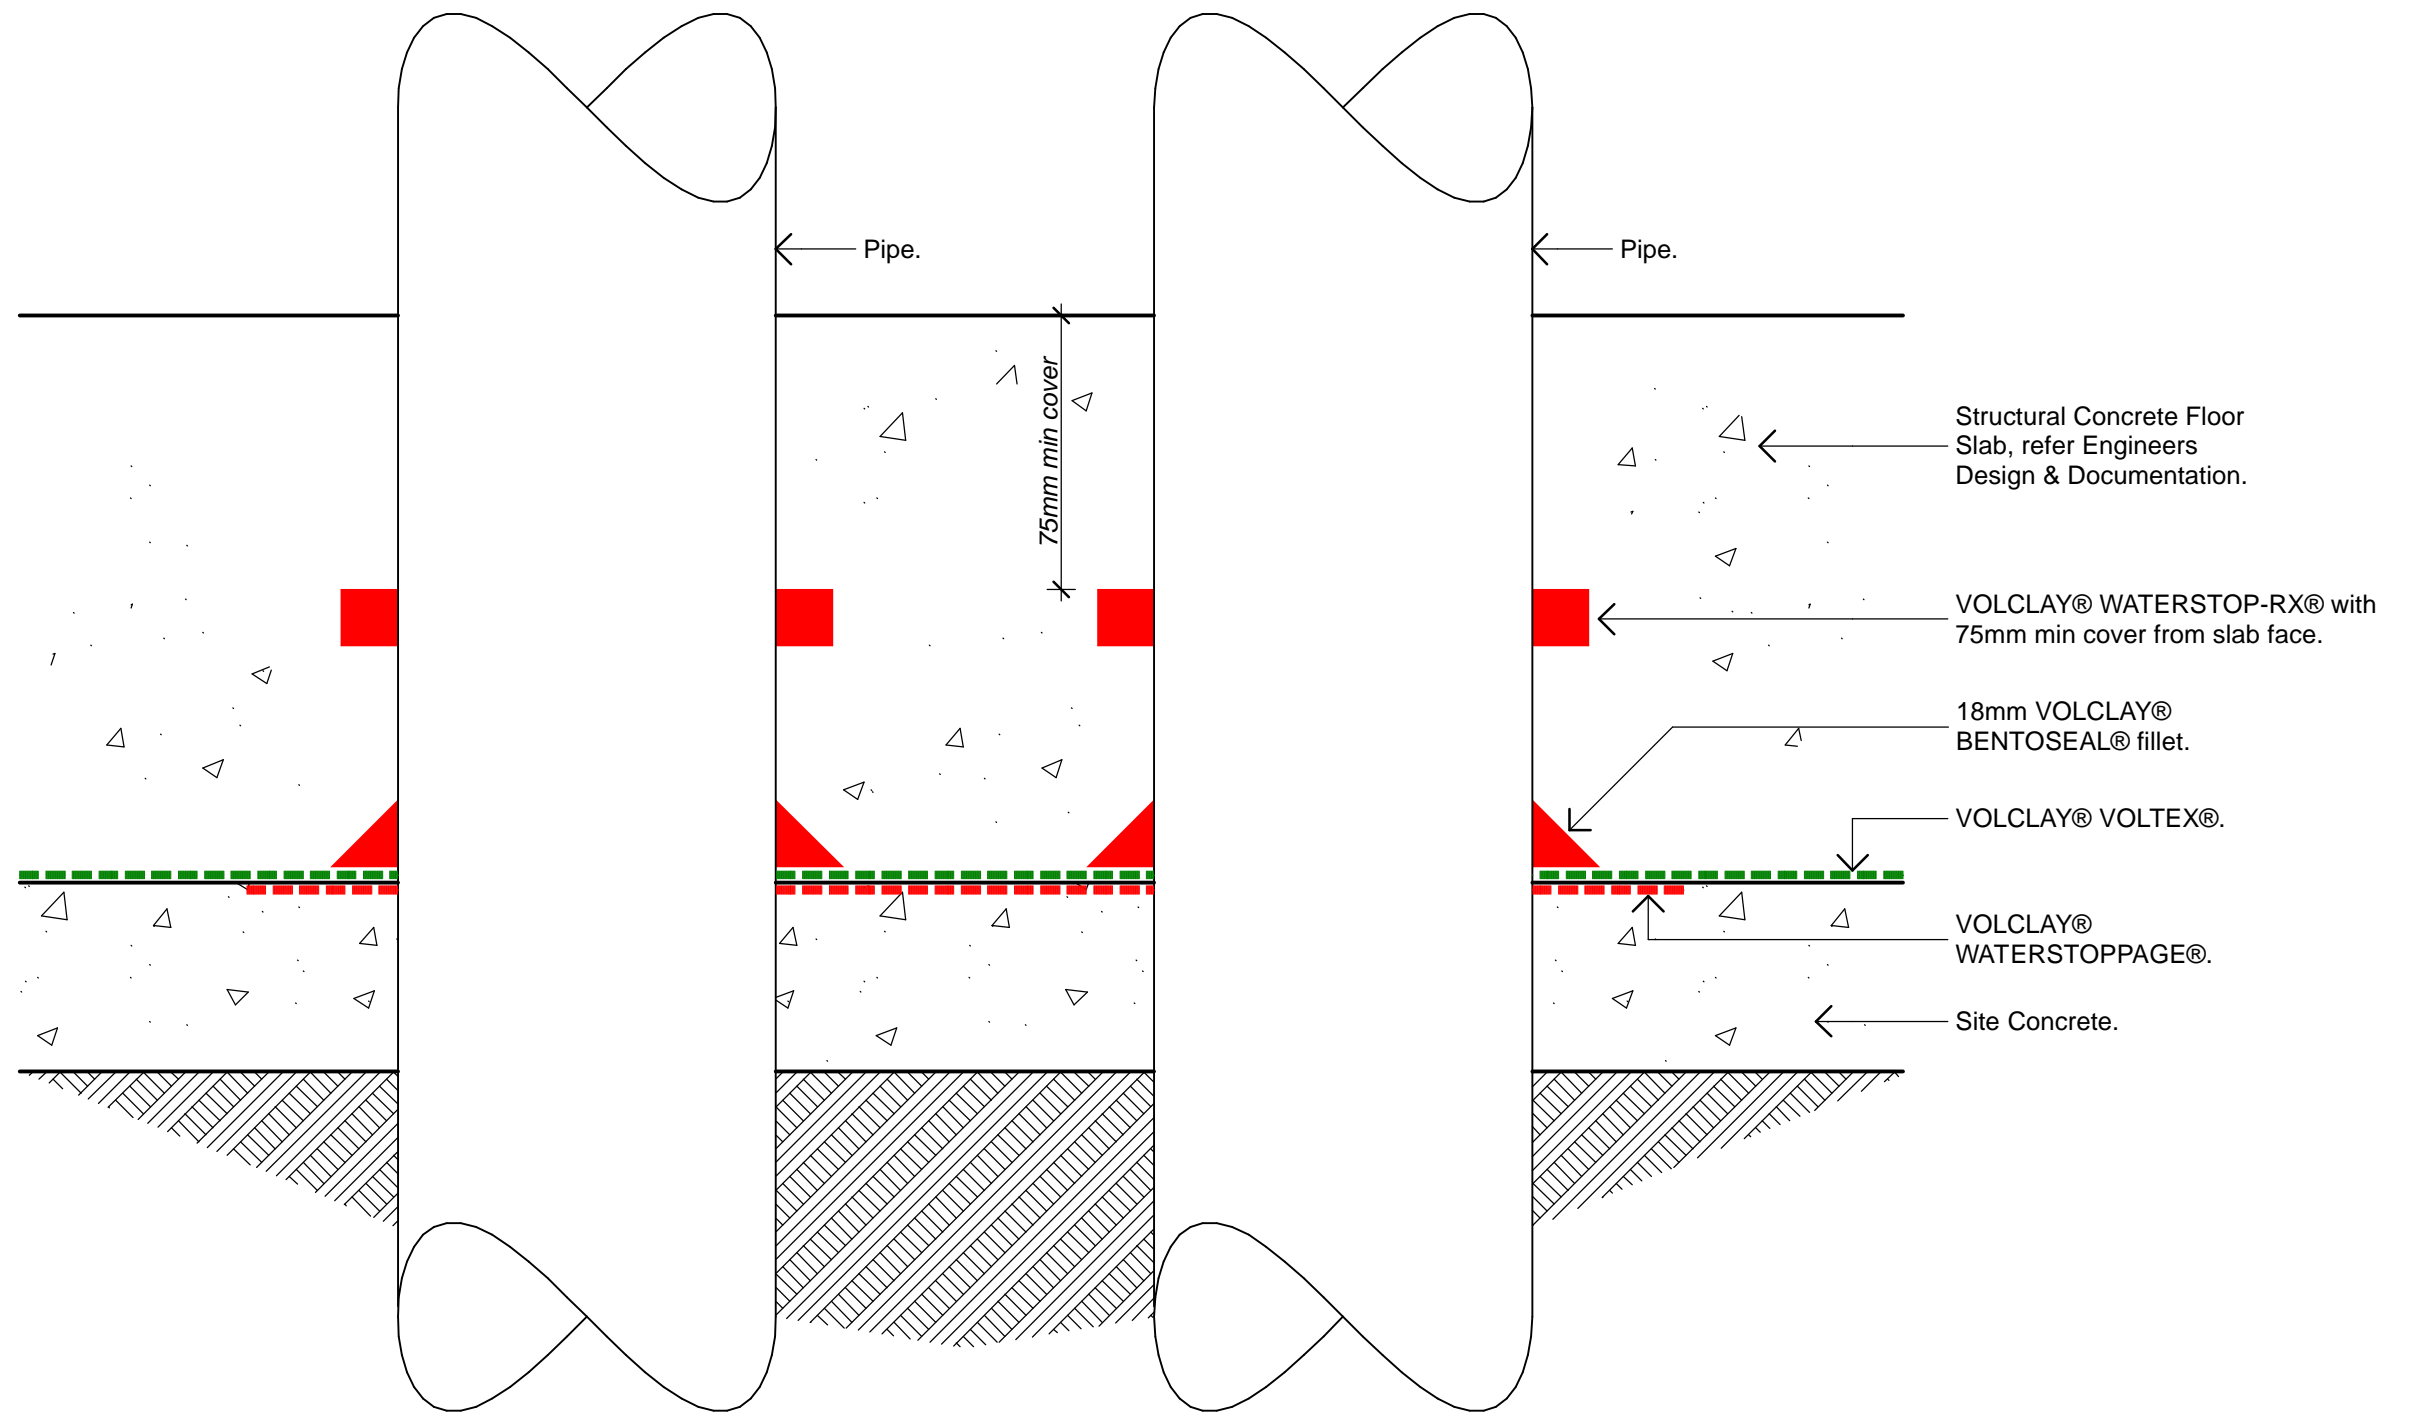 Pipe.
Pipe.
75mm min cover
Structural Concrete Floor
Slab, refer Engineers
Design & Documentation.
VOLCLAY® WATERSTOP-RX® with
75mm min cover from slab face.
18mm VOLCLAY®
BENTOSEAL® fillet.
VOLCLAY® VOLTEX®.
VOLCLAY®
WATERSTOPPAGE®.
Site Concrete.